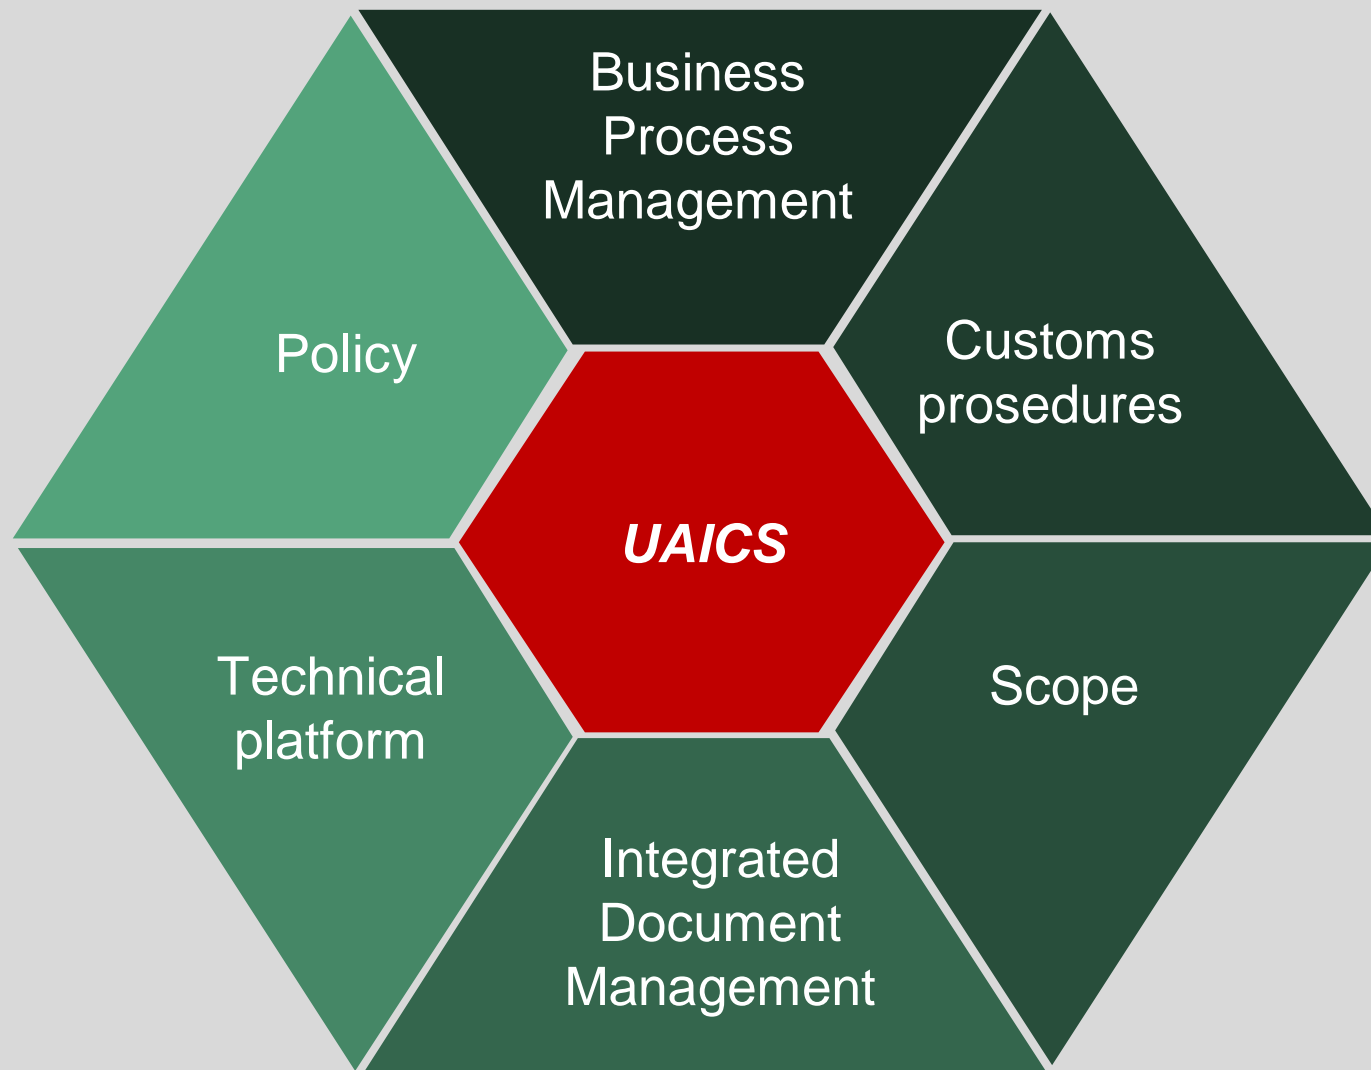 Business
Process
Management
Customs
prosedures
Policy
UAICS
Technical
platform
Scope
Integrated
Document
Management